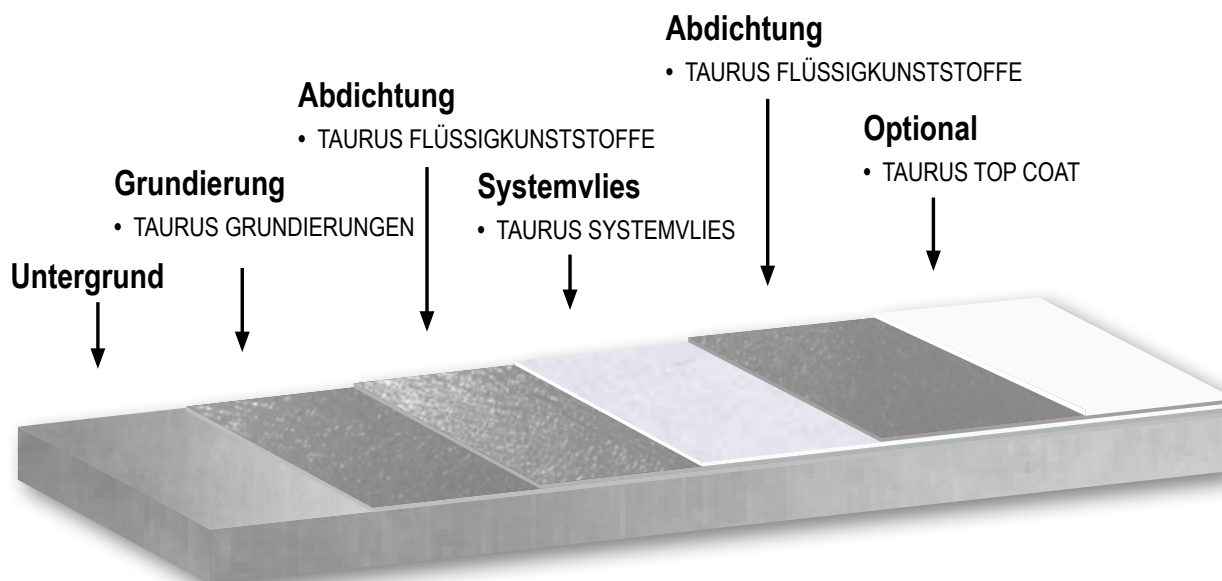 Untergrund
Grundierung
• TAURUS GRUNDIERUNGEN
Abdichtung
• TAURUS FLÜSSIGKUNSTSTOFFE
Systemvlies
• TAURUS SYSTEMVLIES
Abdichtung
• TAURUS FLÜSSIGKUNSTSTOFFE
Optional
• TAURUS TOP COAT